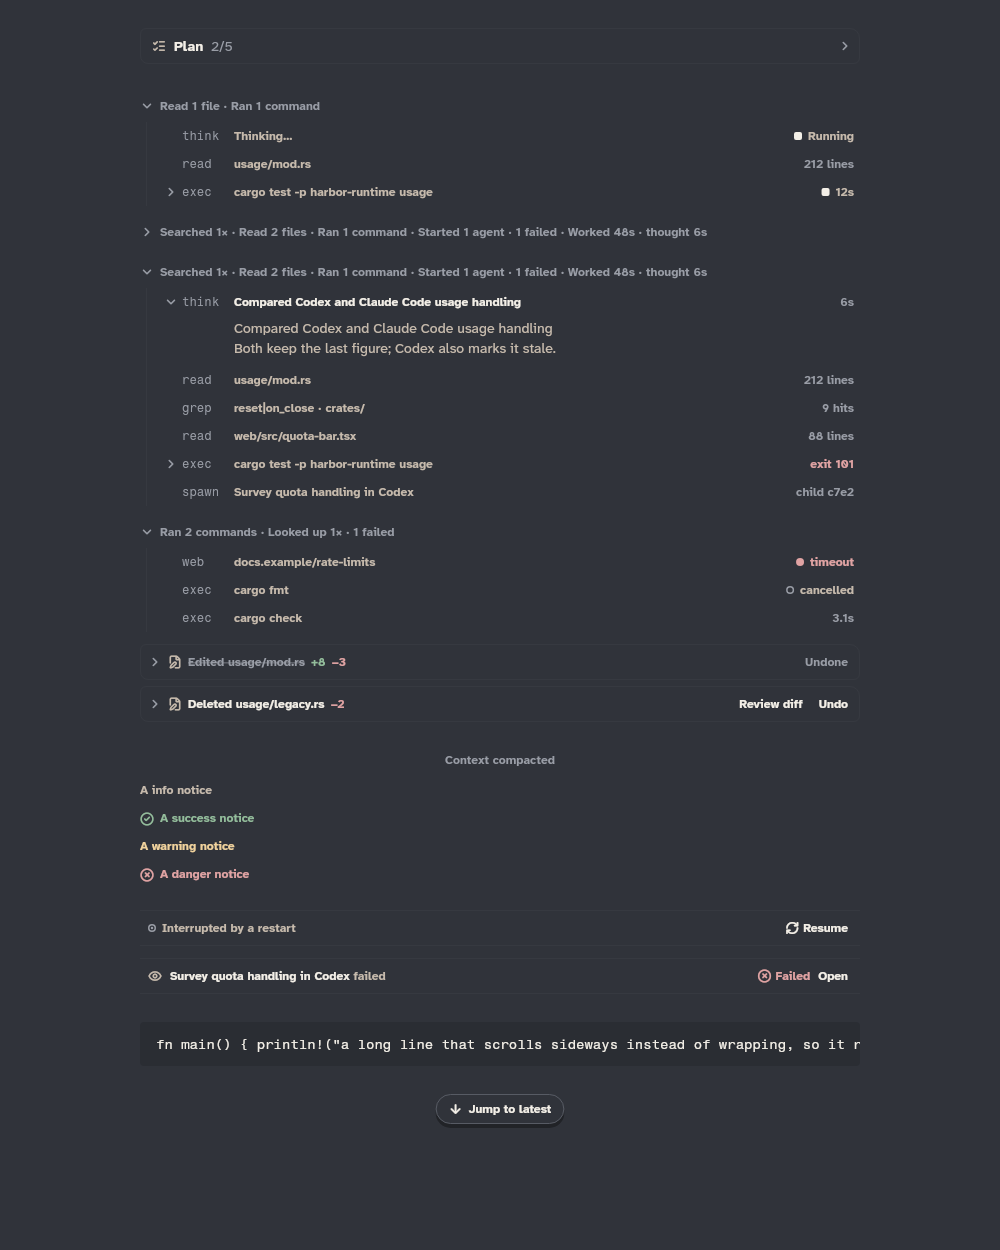 Plan 2/5
Read 1 file · Ran 1 command
think Thinking... Running
read usage/mod.rs 212 lines
exec cargo test -p harbor-runtime usage 12s
Searched 1× · Read 2 files · Ran 1 command · Started 1 agent · 1 failed · Worked 48s · thought 6s
Searched 1× · Read 2 files · Ran 1 command · Started 1 agent · 1 failed · Worked 48s · thought 6s
think Compared Codex and Claude Code usage handling 6s
Compared Codex and Claude Code usage handling
Both keep the last figure; Codex also marks it stale.
read usage/mod.rs 212 lines
grep reset|on_close · crates/ 9 hits
read web/src/quota-bar.tsx 88 lines
exec cargo test -p harbor-runtime usage exit 101
spawn Survey quota handling in Codex child c7e2
Ran 2 commands · Looked up 1× · 1 failed
web docs.example/rate-limits timeout
exec cargo fmt cancelled
exec cargo check 3.1s
Edited usage/mod.rs +8 −3 Undone
Deleted usage/legacy.rs −2 Review diff Undo
Context compacted
A info notice
A success notice
A warning notice
A danger notice
Interrupted by a restart Resume
Survey quota handling in Codex failed Failed Open
fn main() { println!("a long line that scrolls sideways instead of wrapping, so it r
Jump to latest